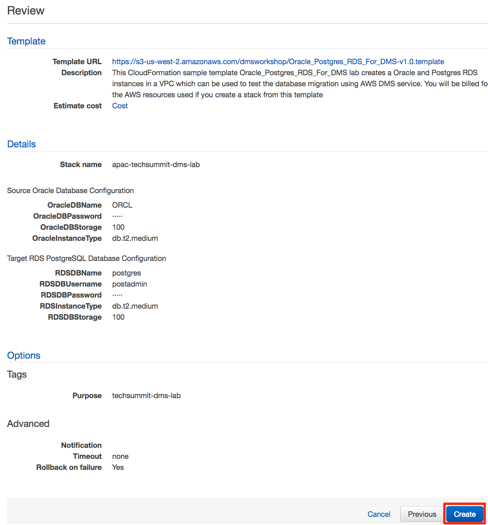 Review
Template
Template URL https://s3-us-west-2.amazonaws.com/dmsworkshop/Oracle_Postgres_RDS_For_DMS-v1.0.template
Description This CloudFormation sample template Oracle_Postgres_RDS_For_DMS lab creates a Oracle and Postgres RDS
instances in a VPC which can be used to test the database migration using AWS DMS service. You will be billed for
the AWS resources used if you create a stack from this template
Estimate cost Cost
Details
Stack name apac-techsummit-dms-lab
Source Oracle Database Configuration
OracleDBName ORCL
OracleDBPassword •••••
OracleDBStorage 100
OracleInstanceType db.t2.medium
Target RDS PostgreSQL Database Configuration
RDSDBName postgres
RDSDBUsername postadmin
RDSDBPassword •••••
RDSInstanceType db.t2.medium
RDSDBStorage 100
Options
Tags
Purpose techsummit-dms-lab
Advanced
Notification
Timeout none
Rollback on failure Yes
Cancel Previous Create